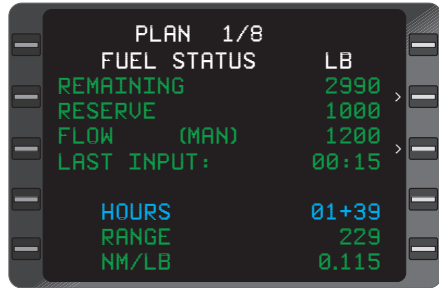 PLAN 1/8
FUEL STATUS LB
REMAINING 2990 >
RESERVE 1000
FLOW (MAN) 1200 >
LAST INPUT: 00:15
HOURS 01+39
RANGE 229
NM/LB 0.115